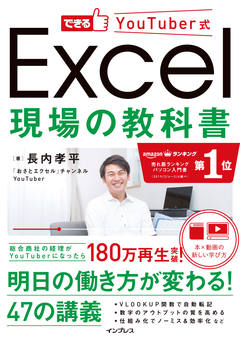 できる YouTuber式
Excel
現場の教科書
[著] 長内孝平
「おさとエクセル」チャンネル
YouTuber
amazonランキング
売れ筋ランキング
パソコン入門書
第1位
総合商社の経理が
YouTuberになったら
180万再生突破!
本×動画の
新しい学び方
明日の働き方が変わる!
47の講義
・VLOOKUP関数で自動転記
・数字のアウトプットの質を高める
・仕組み化でノーミス&効率化 など
インプレス